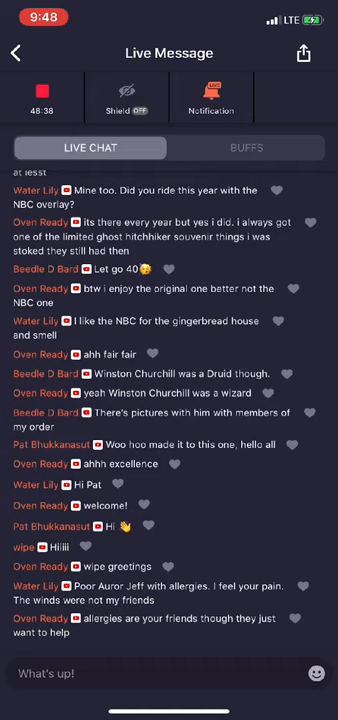 9:48
LTE
Live Message
48:38
Shield OFF
LIVE
Notification
LIVE CHAT
BUFFS
at lesst
Water Lily Mine too. Did you ride this year with the
NBC overlay?
Oven Ready its there every year but yes i did. i always got
one of the limited ghost hitchhiker souvenir things i was
stoked they still had then
Beedle D Bard Let go 40🥳
Oven Ready btw i enjoy the original one better not the
NBC one
Water Lily I like the NBC for the gingerbread house
and smell
Oven Ready ahh fair fair
Beedle D Bard Winston Churchill was a Druid though.
Oven Ready yeah Winston Churchill was a wizard
Beedle D Bard There's pictures with him with members of
my order
Pat Bhukkanasut Woo hoo made it to this one, hello all
Oven Ready ahhh excellence
Water Lily Hi Pat
Oven Ready welcome!
Pat Bhukkanasut Hi 👋
wipe Hiiiii
Oven Ready wipe greetings
Water Lily Poor Auror Jeff with allergies. I feel your pain.
The winds were not my friends
Oven Ready allergies are your friends though they just
want to help
What's up!